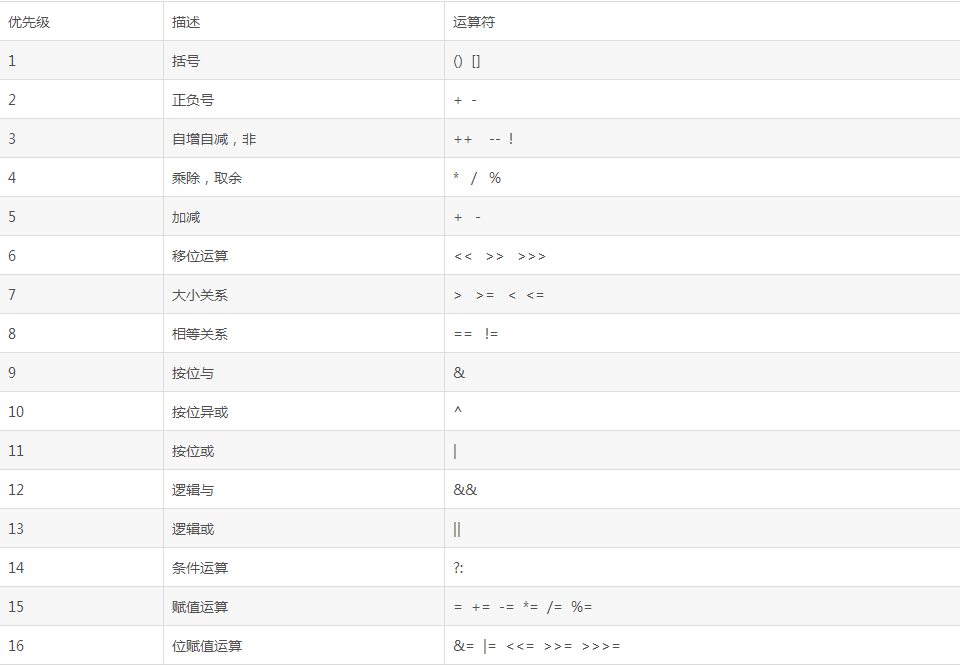 优先级 描述 运算符
1 括号 () []
2 正负号 + -
3 自增自减，非 ++ -- !
4 乘除，取余 * / %
5 加减 + -
6 移位运算 << >> >>>
7 大小关系 > >= < <=
8 相等关系 == !=
9 按位与 &
10 按位异或 ^
11 按位或 |
12 逻辑与 &&
13 逻辑或 ||
14 条件运算 ?:
15 赋值运算 = += -= *= /= %=
16 位赋值运算 &= |= <<= >>= >>>=